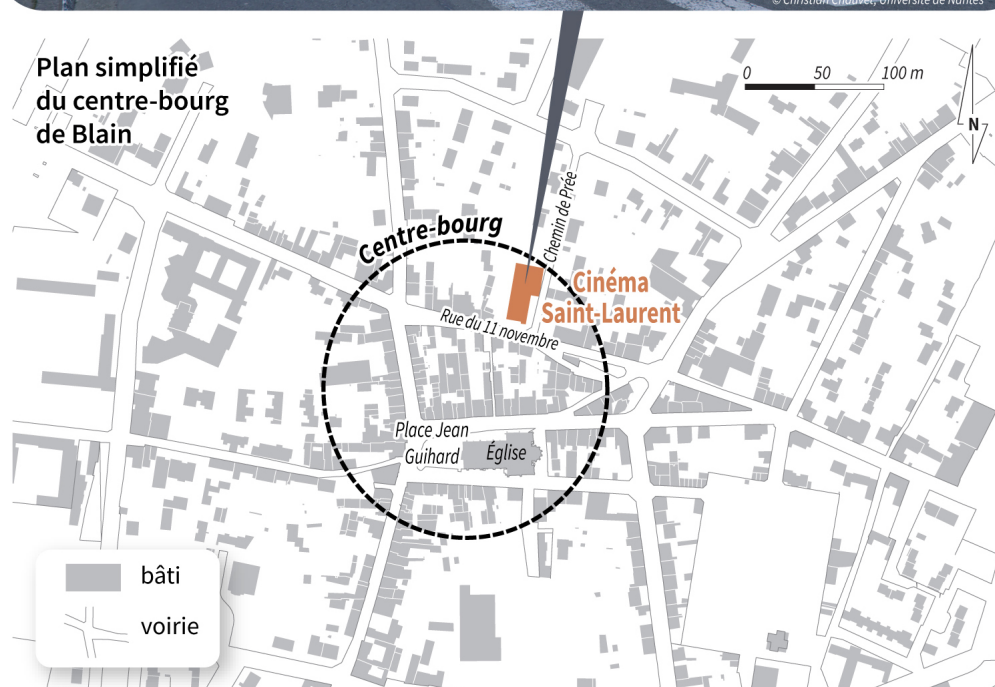 © Christian Chauvet, Université de Nantes
Plan simplifié
du centre-bourg
de Blain
0 50 100 m
N
Chemin de Prée
Centre-bourg
Cinéma
Saint-Laurent
Rue du 11 novembre
Place Jean
Guihard
Église
bâti
voirie